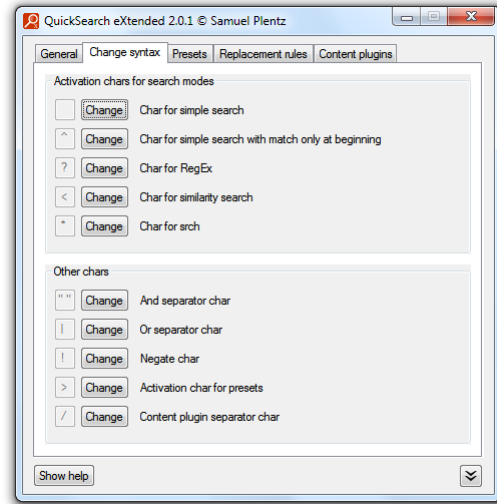 QuickSearch eXtended 2.0.1 © Samuel Plentz
General Change syntax Presets Replacement rules Content plugins
Activation chars for search modes
Change Char for simple search
^ Change Char for simple search with match only at beginning
? Change Char for RegEx
< Change Char for similarity search
* Change Char for srch
Other chars
" " Change And separator char
| Change Or separator char
! Change Negate char
> Change Activation char for presets
/ Change Content plugin separator char
Show help